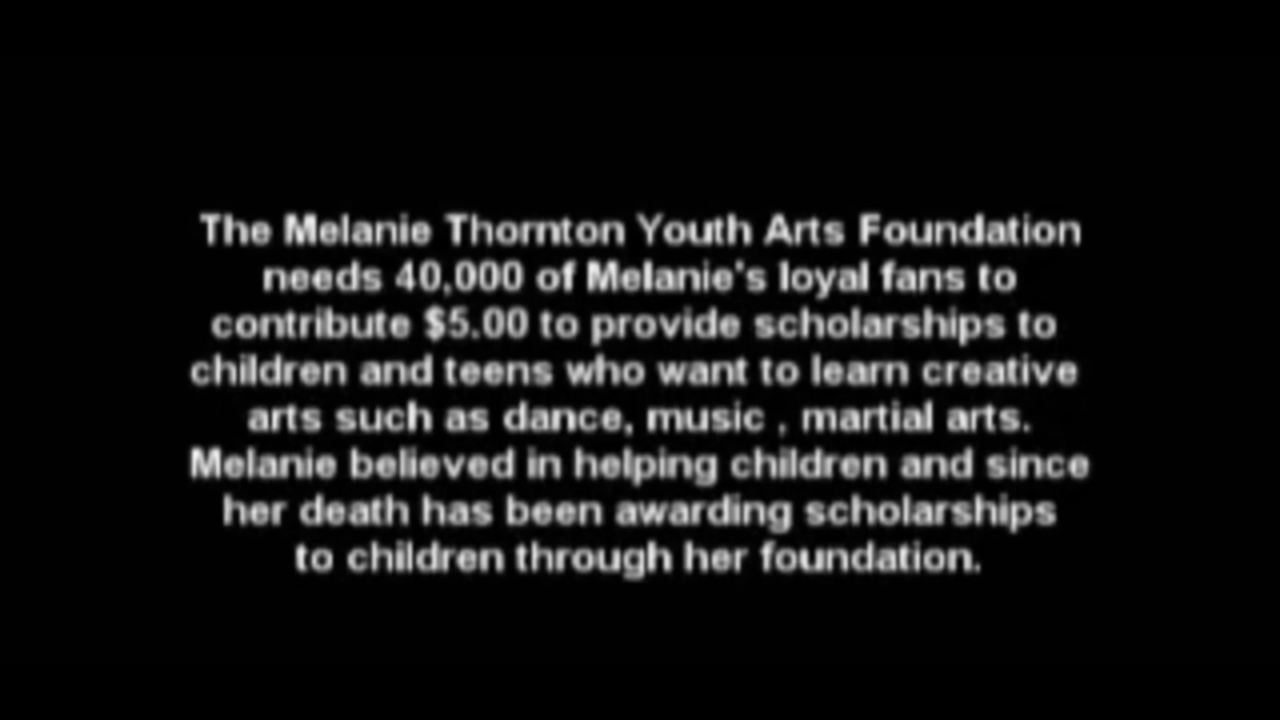 The Melanie Thornton Youth Arts Foundation
needs 40,000 of Melanie's loyal fans to
contribute $5.00 to provide scholarships to
children and teens who want to learn creative
arts such as dance, music , martial arts.
Melanie believed in helping children and since
her death has been awarding scholarships
to children through her foundation.